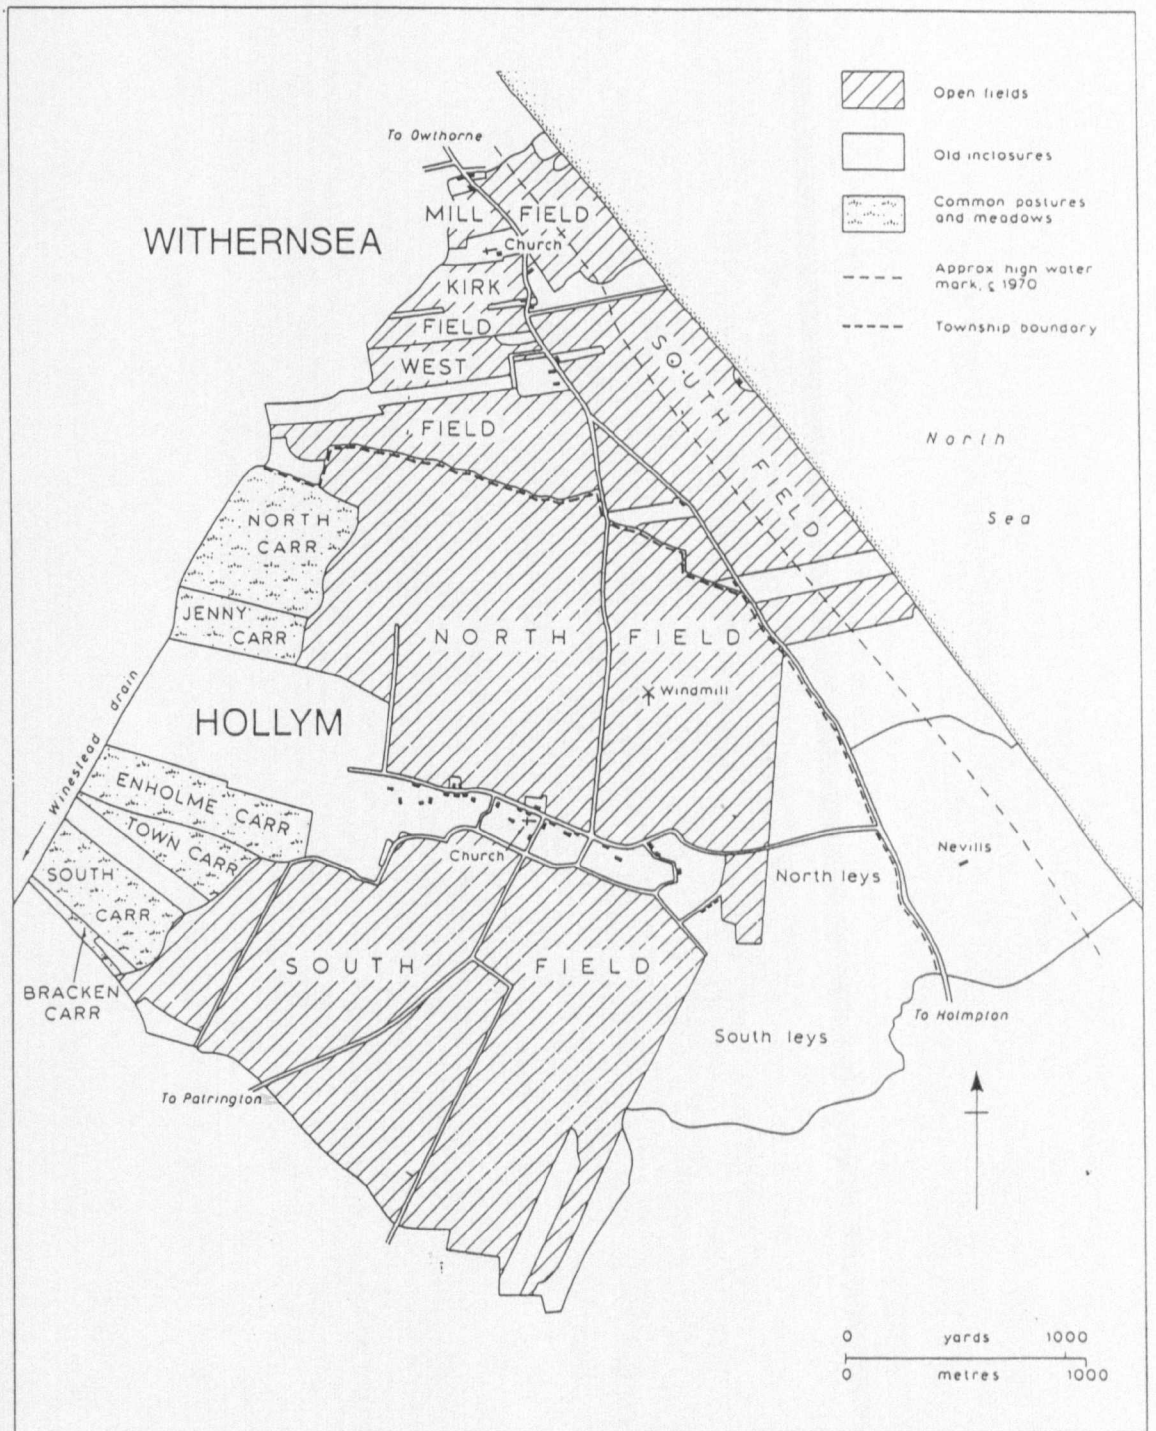 Open fields
Old inclosures
Common pastures
and meadows
Approx high water
mark, c 1970
Township boundary
To Owthorne
MILL FIELD
WITHERNSEA
Church
KIRK
FIELD
WEST
FIELD
SOUTH FIELD
North
Sea
NORTH
CARR
JENNY
CARR
NORTH FIELD
Windmill
Winestead drain
HOLLYM
ENHOLME CARR
TOWN CARR
SOUTH
CARR
Church
Nevills
North leys
SOUTH FIELD
BRACKEN
CARR
To Holmpton
South leys
To Patrington
0 yards 1000
0 metres 1000